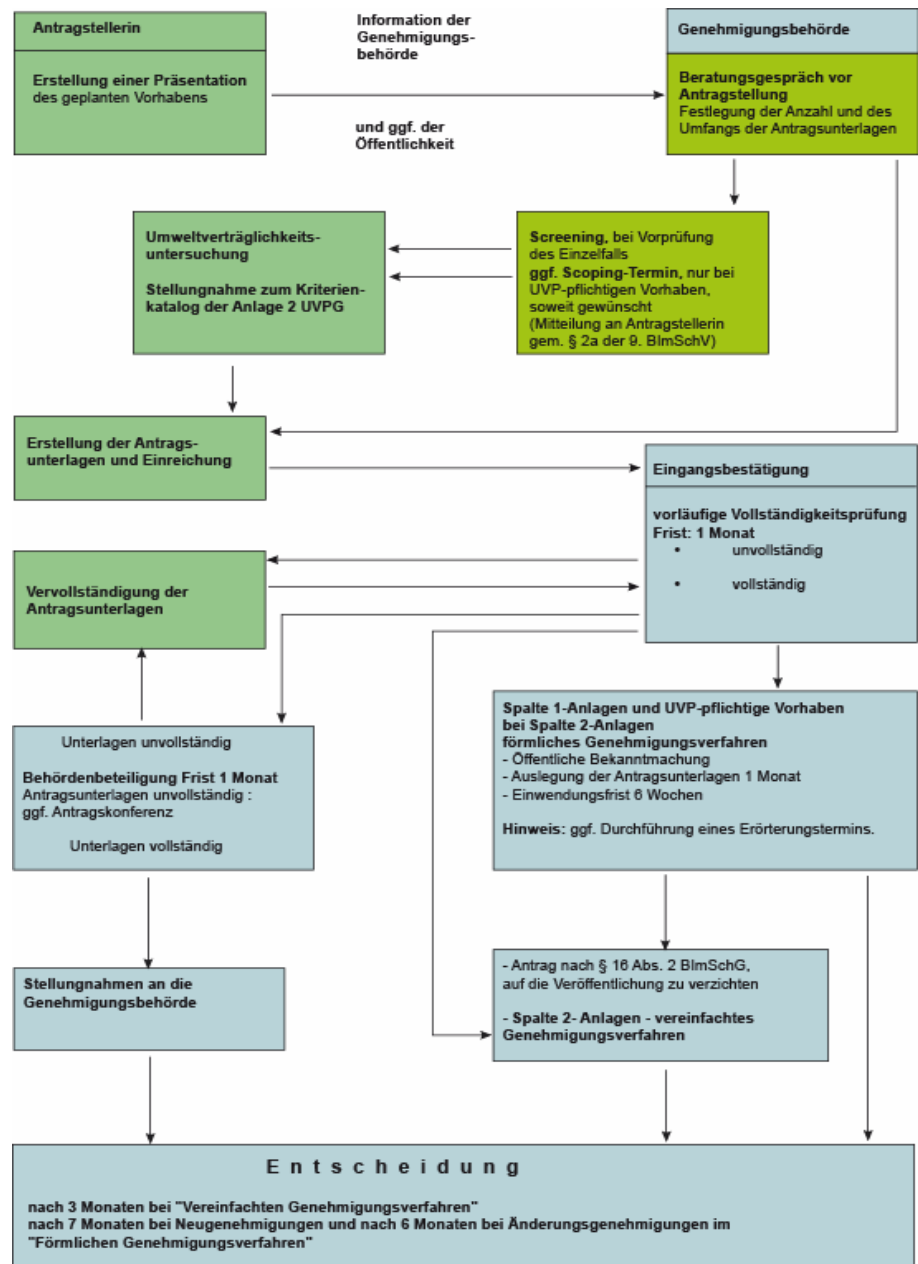 Antragstellerin
Erstellung einer Präsentation
des geplanten Vorhabens
Information der
Genehmigungs-
behörde
und ggf. der
Öffentlichkeit
Genehmigungsbehörde
Beratungsgespräch vor
Antragstellung
Festlegung der Anzahl und des
Umfangs der Antragsunterlagen
Umweltverträglichkeits-
untersuchung
Stellungnahme zum Kriterien-
katalog der Anlage 2 UVPG
Screening, bei Vorprüfung
des Einzelfalls
ggf. Scoping-Termin, nur bei
UVP-pflichtigen Vorhaben,
soweit gewünscht
(Mitteilung an Antragstellerin
gem. § 2a der 9. BImSchV)
Erstellung der Antrags-
unterlagen und Einreichung
Eingangsbestätigung
vorläufige Vollständigkeitsprüfung
Frist: 1 Monat
• unvollständig
• vollständig
Vervollständigung der
Antragsunterlagen
Unterlagen unvollständig
Behördenbeteiligung Frist 1 Monat
Antragsunterlagen unvollständig :
ggf. Antragskonferenz
Unterlagen vollständig
Spalte 1-Anlagen und UVP-pflichtige Vorhaben
bei Spalte 2-Anlagen
förmliches Genehmigungsverfahren
- Öffentliche Bekanntmachung
- Auslegung der Antragsunterlagen 1 Monat
- Einwendungsfrist 6 Wochen
Hinweis: ggf. Durchführung eines Erörterungstermins.
Stellungnahmen an die
Genehmigungsbehörde
- Antrag nach § 16 Abs. 2 BImSchG,
auf die Veröffentlichung zu verzichten
- Spalte 2- Anlagen - vereinfachtes
Genehmigungsverfahren
Entscheidung
nach 3 Monaten bei "Vereinfachten Genehmigungsverfahren"
nach 7 Monaten bei Neugenehmigungen und nach 6 Monaten bei Änderungsgenehmigungen im
"Förmlichen Genehmigungsverfahren"